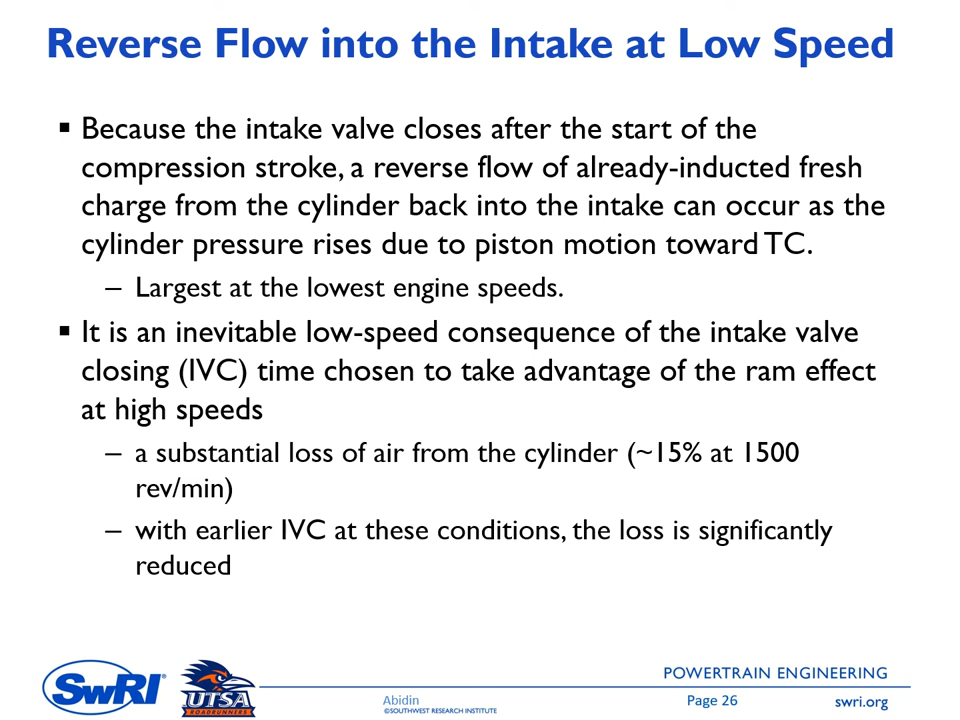 Reverse Flow into the Intake at Low Speed
▪ Because the intake valve closes after the start of the
compression stroke, a reverse flow of already-inducted fresh
charge from the cylinder back into the intake can occur as the
cylinder pressure rises due to piston motion toward TC.
– Largest at the lowest engine speeds.
▪ It is an inevitable low-speed consequence of the intake valve
closing (IVC) time chosen to take advantage of the ram effect
at high speeds
– a substantial loss of air from the cylinder (~15% at 1500
rev/min)
– with earlier IVC at these conditions, the loss is significantly
reduced
POWERTRAIN ENGINEERING
SwRI®
UTSA
ROADRUNNERS
Abidin
©SOUTHWEST RESEARCH INSTITUTE
Page 26
swri.org